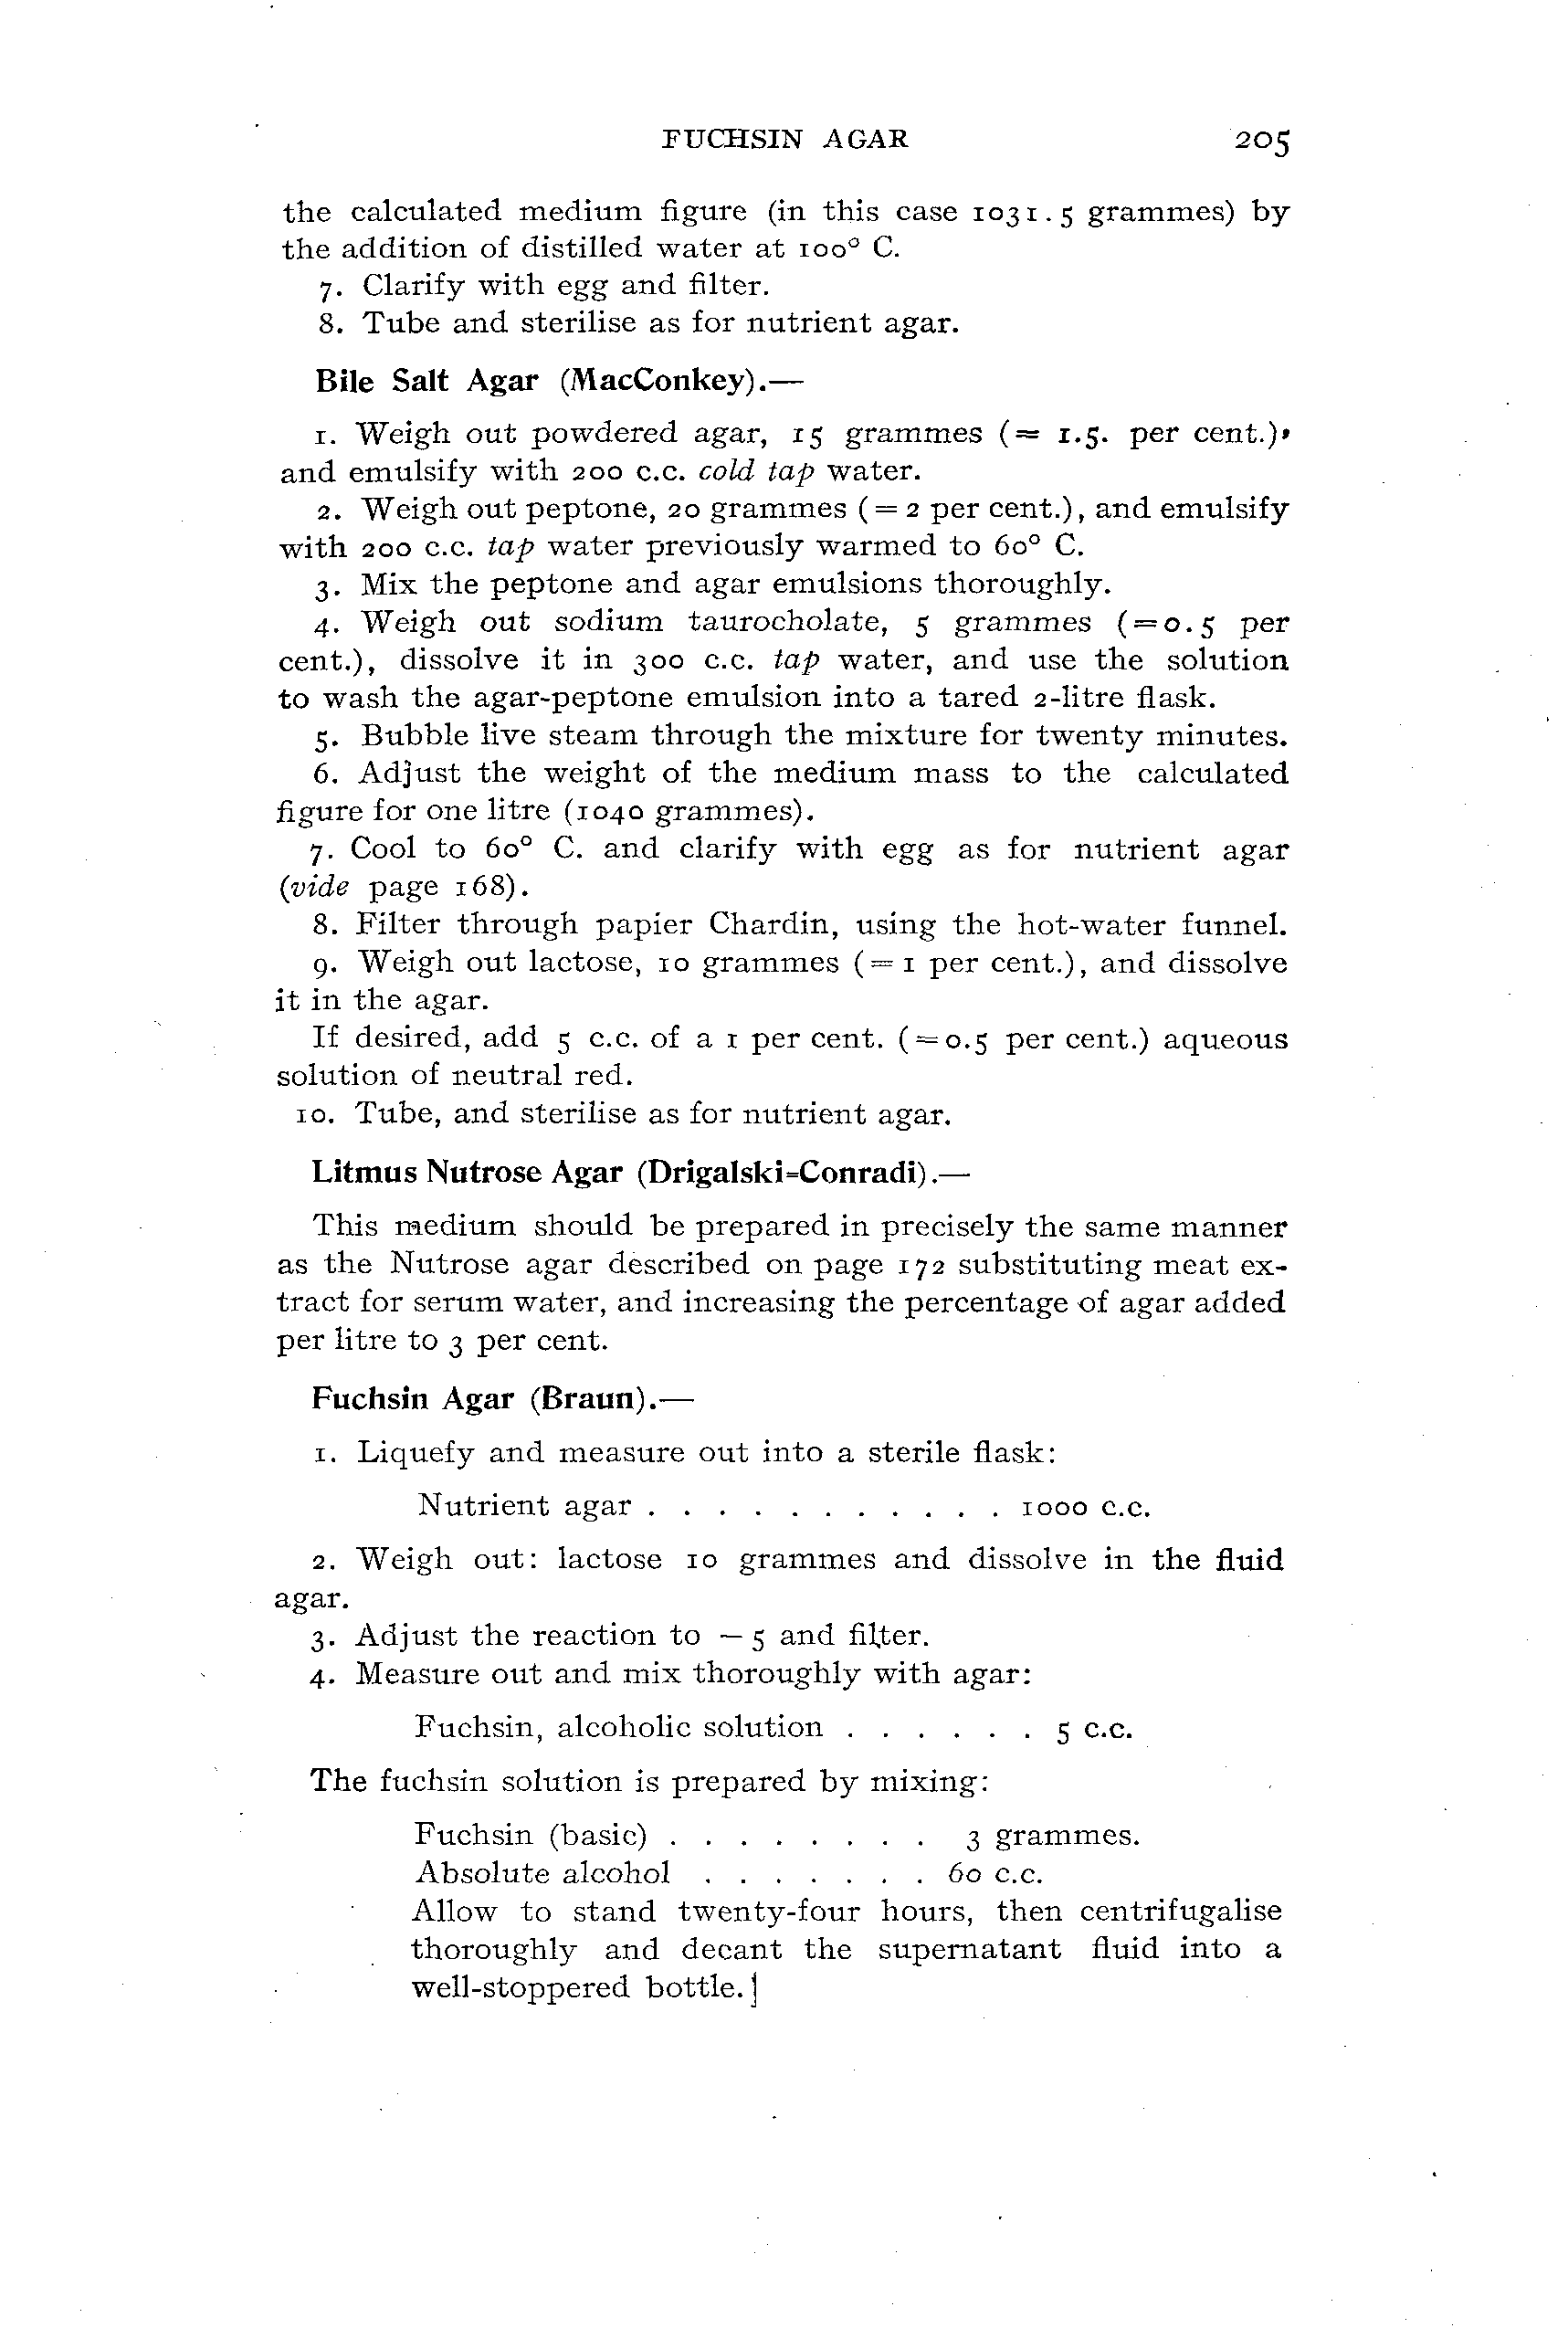 FUCHSIN AGAR 205
the calculated medium figure (in this case 1031.5 grammes) by
the addition of distilled water at 100° C.
7. Clarify with egg and filter.
8. Tube and sterilise as for nutrient agar.
Bile Salt Agar (MacConkey).—
1. Weigh out powdered agar, 15 grammes (= 1.5. per cent.),
and emulsify with 200 c.c. cold tap water.
2. Weigh out peptone, 20 grammes (= 2 per cent.), and emulsify
with 200 c.c. tap water previously warmed to 60° C.
3. Mix the peptone and agar emulsions thoroughly.
4. Weigh out sodium taurocholate, 5 grammes (=0.5 per
cent.), dissolve it in 300 c.c. tap water, and use the solution
to wash the agar-peptone emulsion into a tared 2-litre flask.
5. Bubble live steam through the mixture for twenty minutes.
6. Adjust the weight of the medium mass to the calculated
figure for one litre (1040 grammes).
7. Cool to 60° C. and clarify with egg as for nutrient agar
(vide page 168).
8. Filter through papier Chardin, using the hot-water funnel.
9. Weigh out lactose, 10 grammes (= 1 per cent.), and dissolve
it in the agar.
If desired, add 5 c.c. of a 1 per cent. (=0.5 per cent.) aqueous
solution of neutral red.
10. Tube, and sterilise as for nutrient agar.
Litmus Nutrose Agar (Drigalski-Conradi).—
This medium should be prepared in precisely the same manner
as the Nutrose agar described on page 172 substituting meat ex-
tract for serum water, and increasing the percentage of agar added
per litre to 3 per cent.
Fuchsin Agar (Braun).—
1. Liquefy and measure out into a sterile flask:
Nutrient agar . . . . . . . . . . . 1000 c.c.
2. Weigh out: lactose 10 grammes and dissolve in the fluid
agar.
3. Adjust the reaction to — 5 and filter.
4. Measure out and mix thoroughly with agar:
Fuchsin, alcoholic solution . . . . . . 5 c.c.
The fuchsin solution is prepared by mixing:
Fuchsin (basic) . . . . . . . . 3 grammes.
Absolute alcohol . . . . . . . 60 c.c.
Allow to stand twenty-four hours, then centrifugalise
thoroughly and decant the supernatant fluid into a
well-stoppered bottle.]